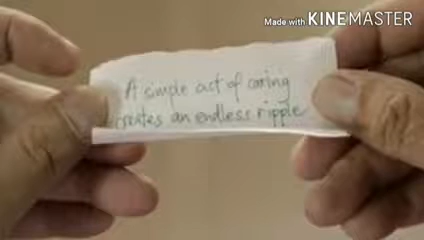 Made with KINEMASTER
A simple act of caring
creates an endless ripple